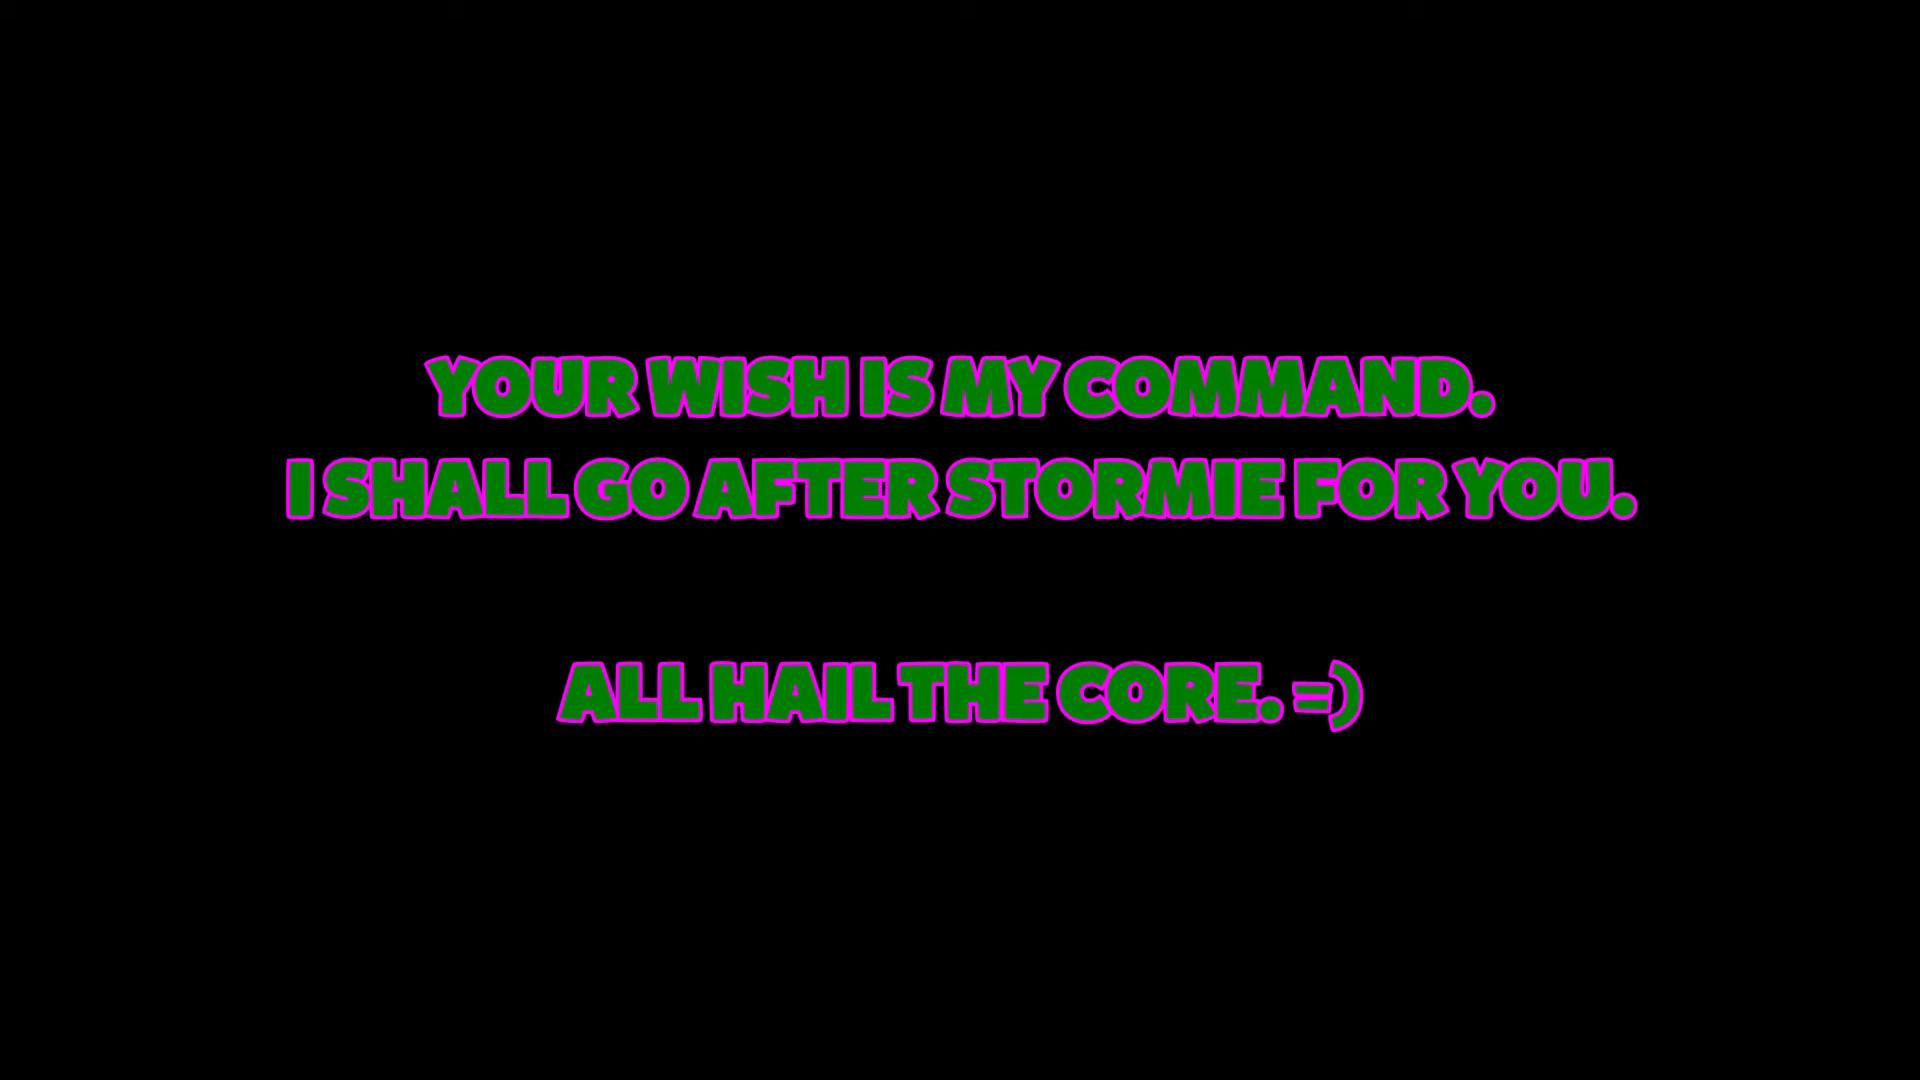 YOUR WISH IS MY COMMAND.
I SHALL GO AFTER STORMIE FOR YOU.
ALL HAIL THE CORE. =)